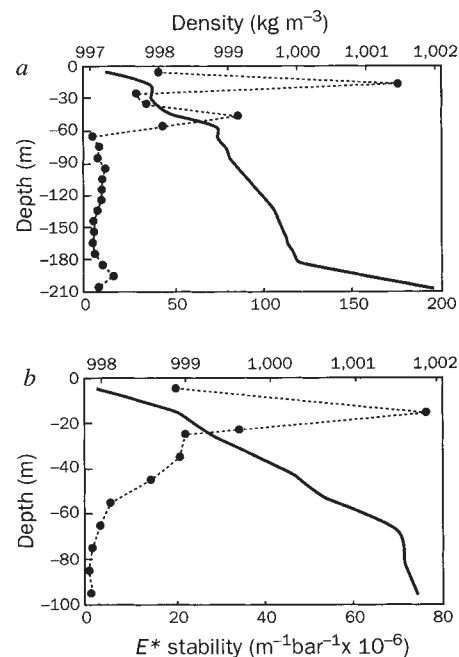 Density (kg m⁻³)
997 998 999 1,000 1,001 1,002
a
Depth (m)
0
−30
−60
−90
−120
−150
−180
−210
0 50 100 150 200
998 999 1,000 1,001 1,002
b
Depth (m)
0
−20
−40
−60
−80
−100
0 20 40 60 80
E* stability (m⁻¹bar⁻¹ x 10⁻⁶)